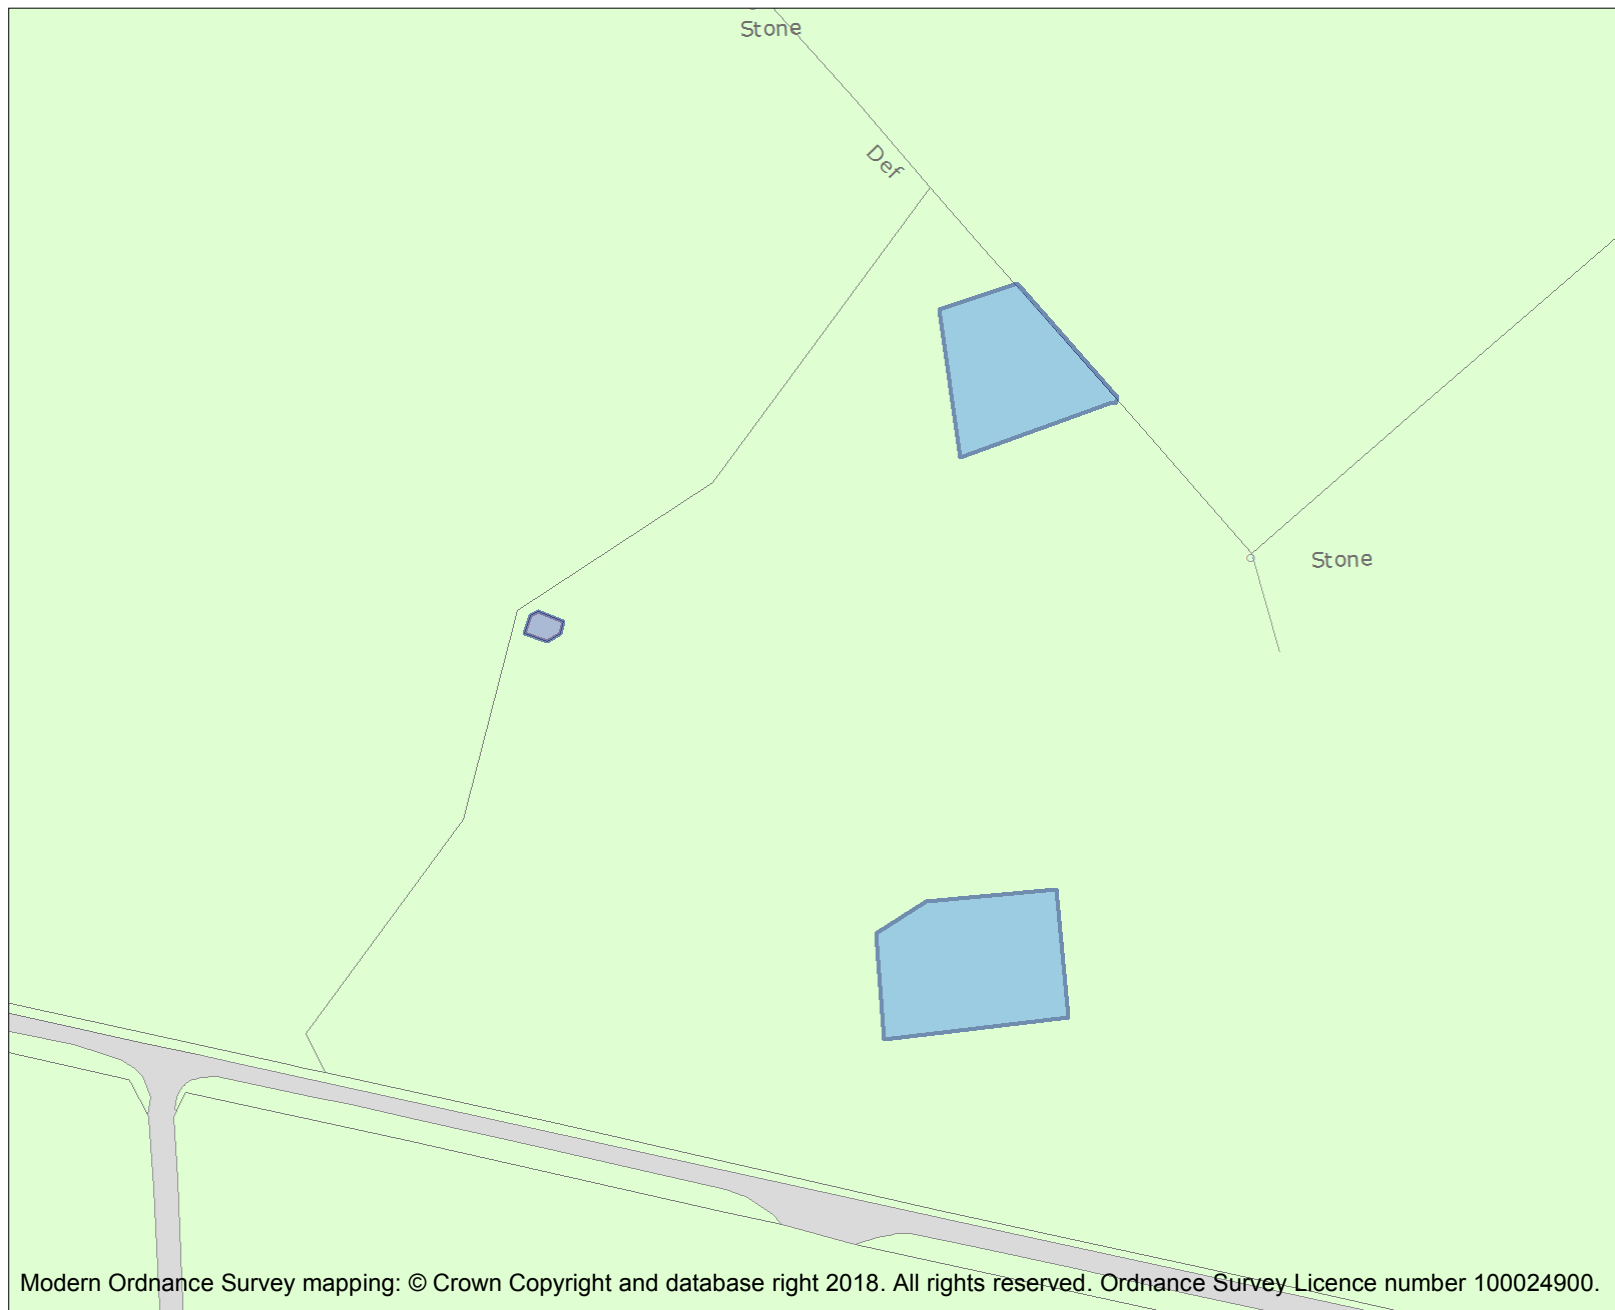 Stone
Def
Stone
Modern Ordnance Survey mapping: © Crown Copyright and database right 2018. All rights reserved. Ordnance Survey Licence number 100024900.